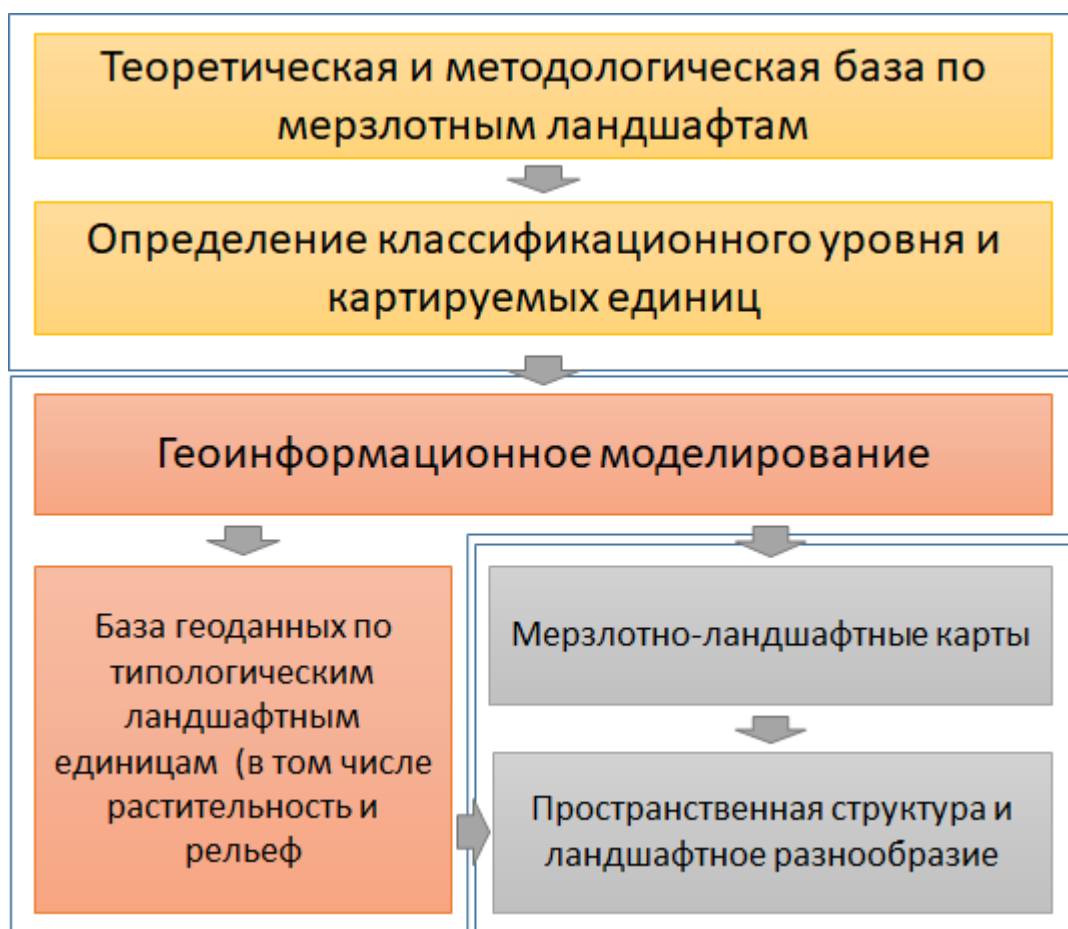 Теоретическая и методологическая база по
мерзлотным ландшафтам
Определение классификационного уровня и
картируемых единиц
Геоинформационное моделирование
База геоданных по
типологическим
ландшафтным
единицам (в том числе
растительность и
рельеф
Мерзлотно-ландшафтные карты
Пространственная структура и
ландшафтное разнообразие